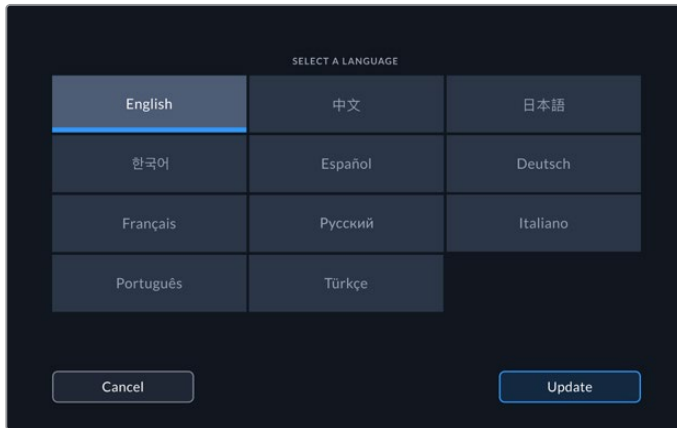 SELECT A LANGUAGE
English 中文 日本語
한국어 Español Deutsch
Français Русский Italiano
Português Türkçe
Cancel Update